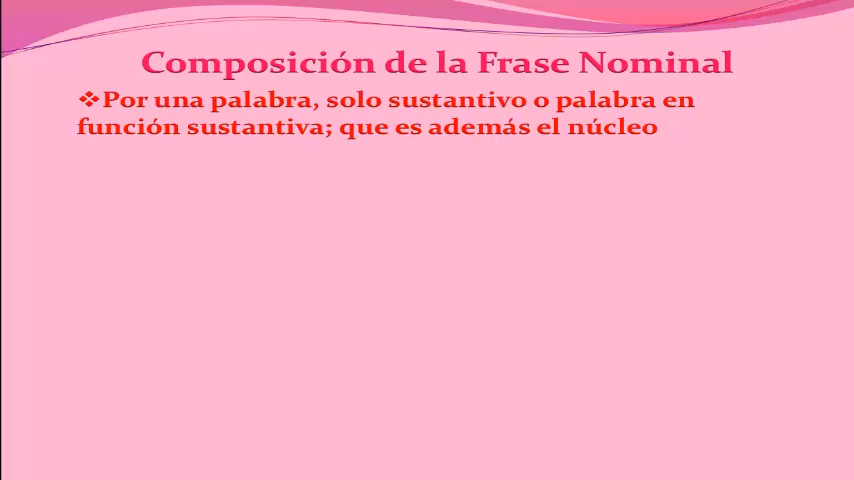 Composición de la Frase Nominal
❖Por una palabra, solo sustantivo o palabra en
función sustantiva; que es además el núcleo